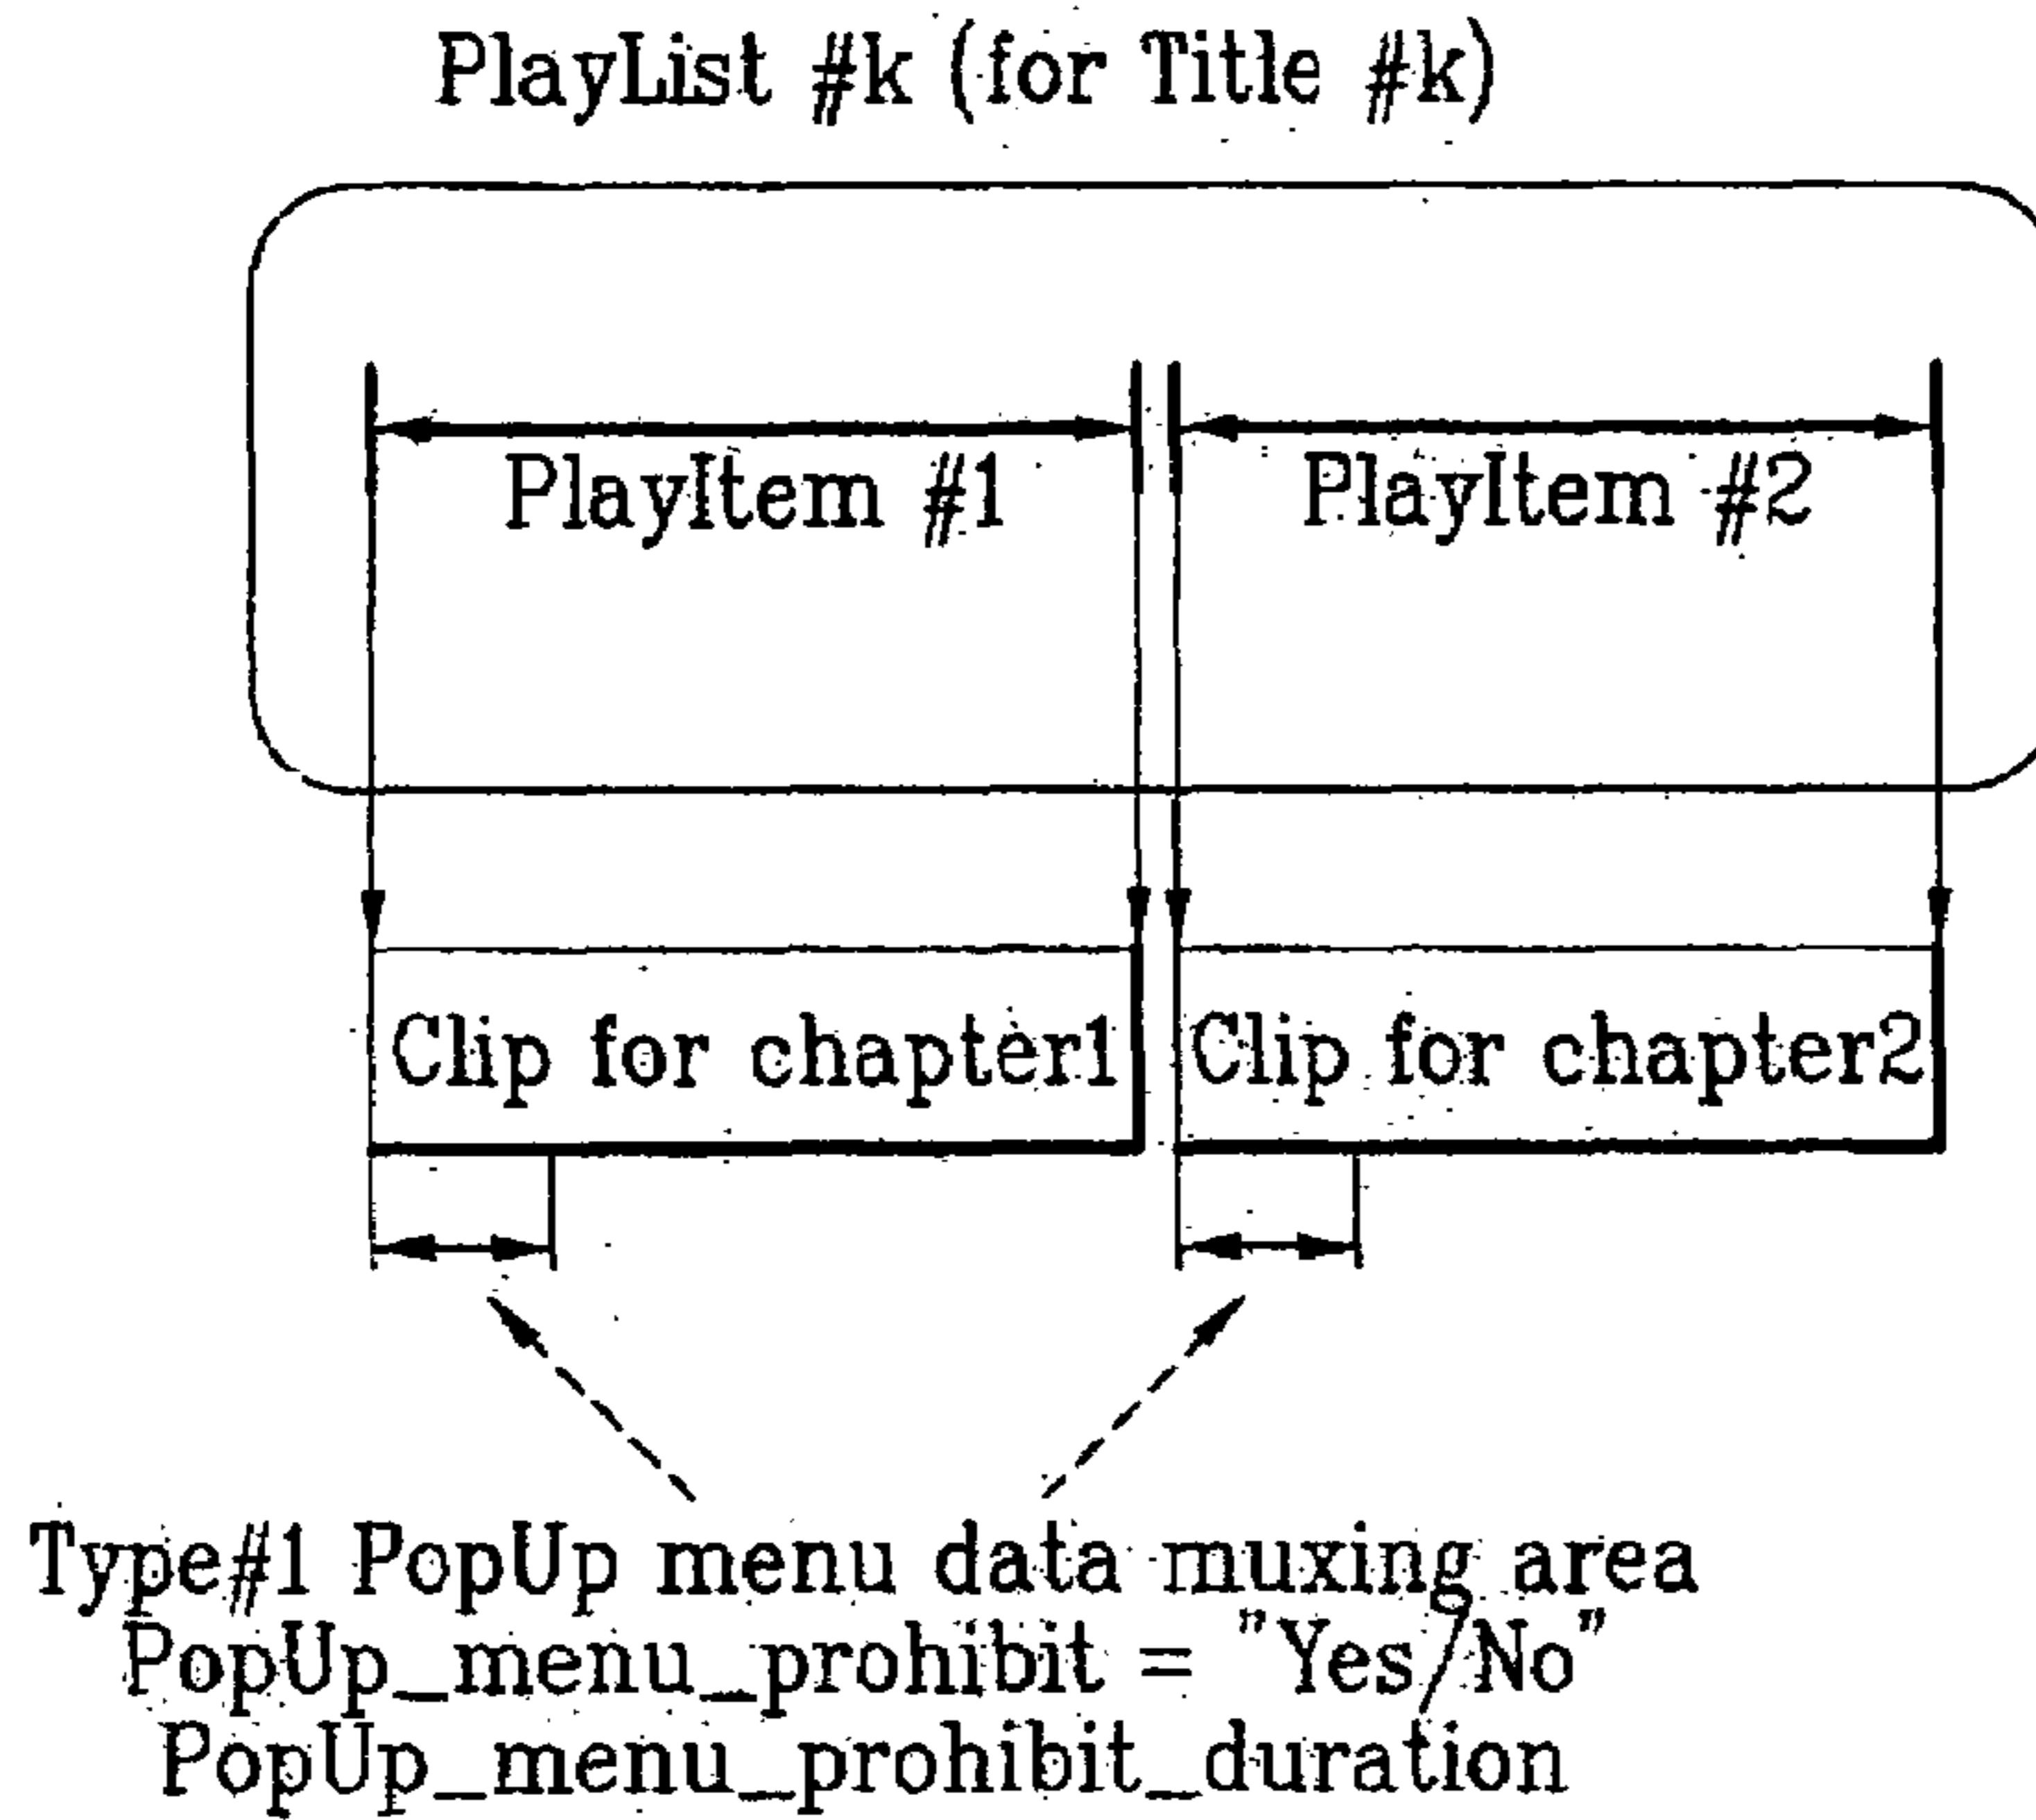 PlayList #k (for Title #k)
PlayItem #1
PlayItem #2
Clip for chapter1
Clip for chapter2
Type#1 PopUp menu data muxing area
PopUp_menu_prohibit = "Yes/No"
PopUp_menu_prohibit_duration